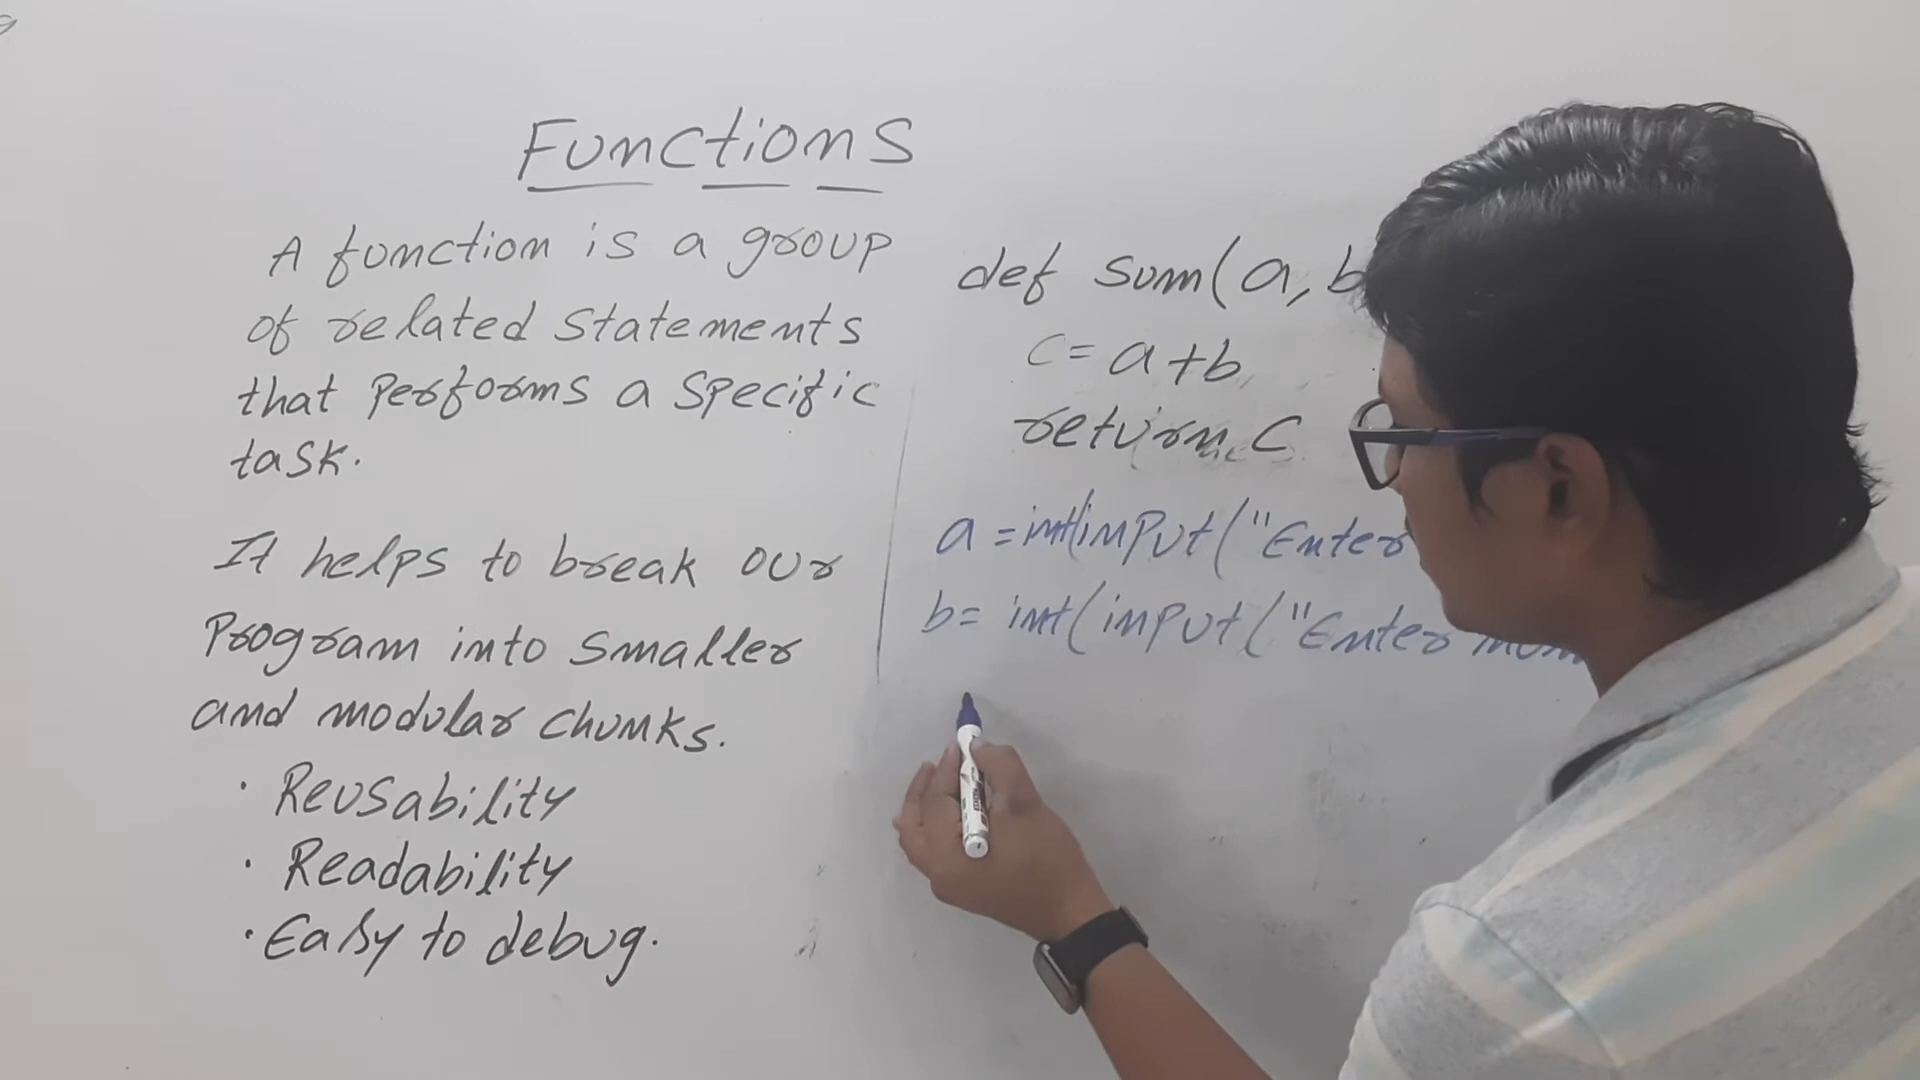 Functions
A function is a group
of related statements
that performs a specific
task.
It helps to break our
Program into smaller
and modular chunks.
· Reusability
· Readability
· Easy to debug.
def sum(a, b
c = a+b
return c
a = int(input("Enter
b= int(input("Enter